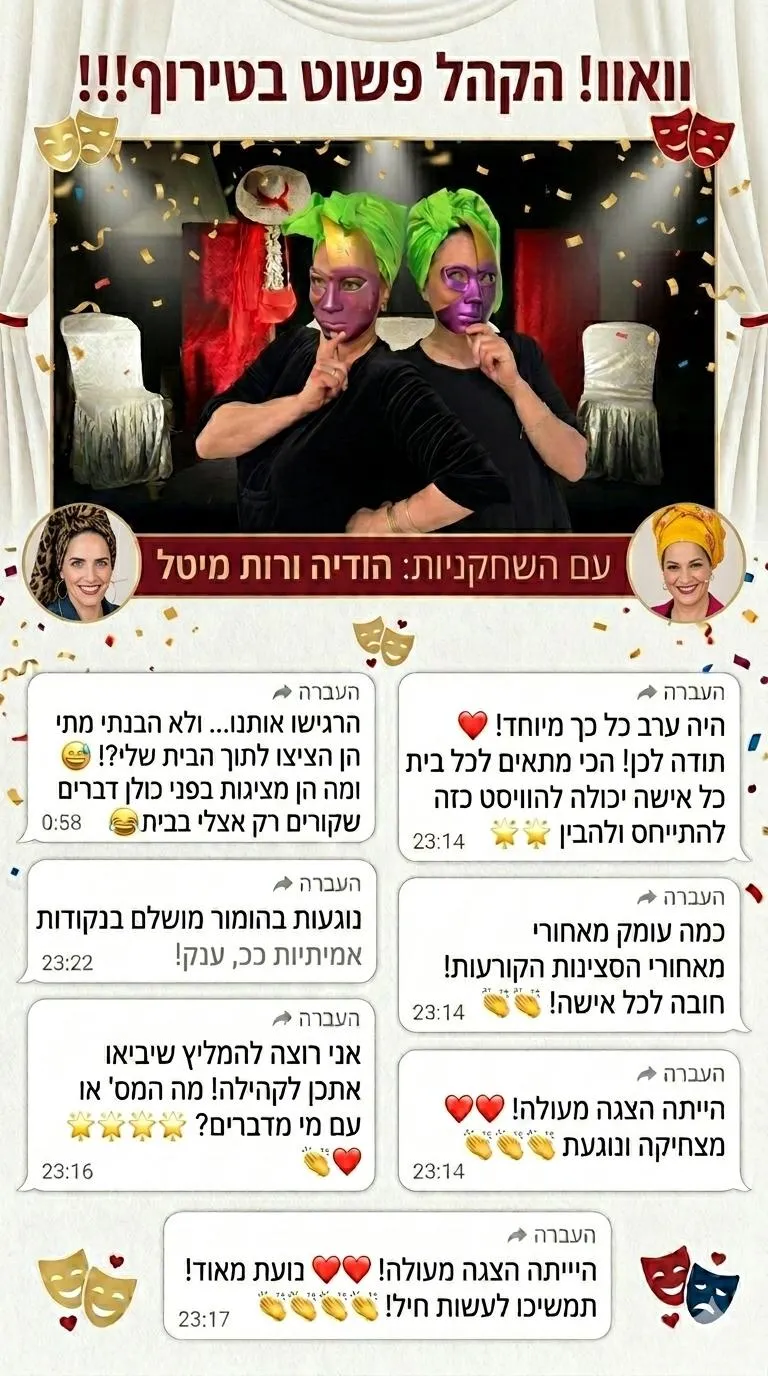 וואוו! הקהל פשוט בטירוף!!!
עם השחקניות: הודיה ורות מיטל
העברה
היה ערב כל כך מיוחד! ❤️
תודה לכן! הכי מתאים לכל בית
כל אישה יכולה להוויסט כזה
להתייחס ולהבין 🌟🌟
23:14
העברה
כמה עומק מאחורי
מאחורי הסצינות הקורעות!
חובה לכל אישה! 👏👏
23:14
העברה
הייתה הצגה מעולה! ❤️❤️
מצחיקה ונוגעת 👏👏👏
23:14
העברה
הרגישו אותנו... ולא הבנתי מתי
הן הציצו לתוך הבית שלי?! 😅
ומה הן מציגות בפני כולן דברים
שקורים רק אצלי בבית😂
0:58
העברה
נוגעות בהומור מושלם בנקודות
אמיתיות ככ, ענק!
23:22
העברה
אני רוצה להמליץ שיביאו
אתכן לקהילה! מה המס' או
עם מי מדברים? 🌟🌟🌟🌟
❤️👏
23:16
העברה
היייתה הצגה מעולה! ❤️❤️ נועת מאוד!
תמשיכו לעשות חיל! 👏👏👏👏
23:17